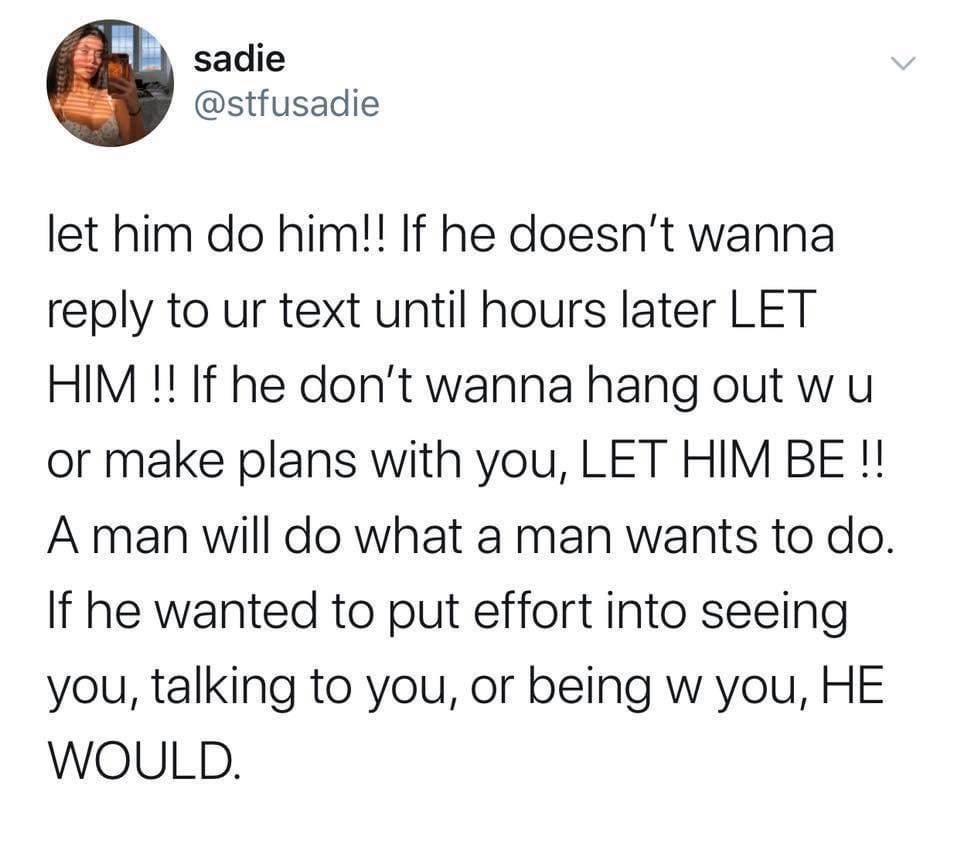 sadie
@stfusadie
let him do him!! If he doesn't wanna
reply to ur text until hours later LET
HIM !! If he don't wanna hang out w u
or make plans with you, LET HIM BE !!
A man will do what a man wants to do.
If he wanted to put effort into seeing
you, talking to you, or being w you, HE
WOULD.